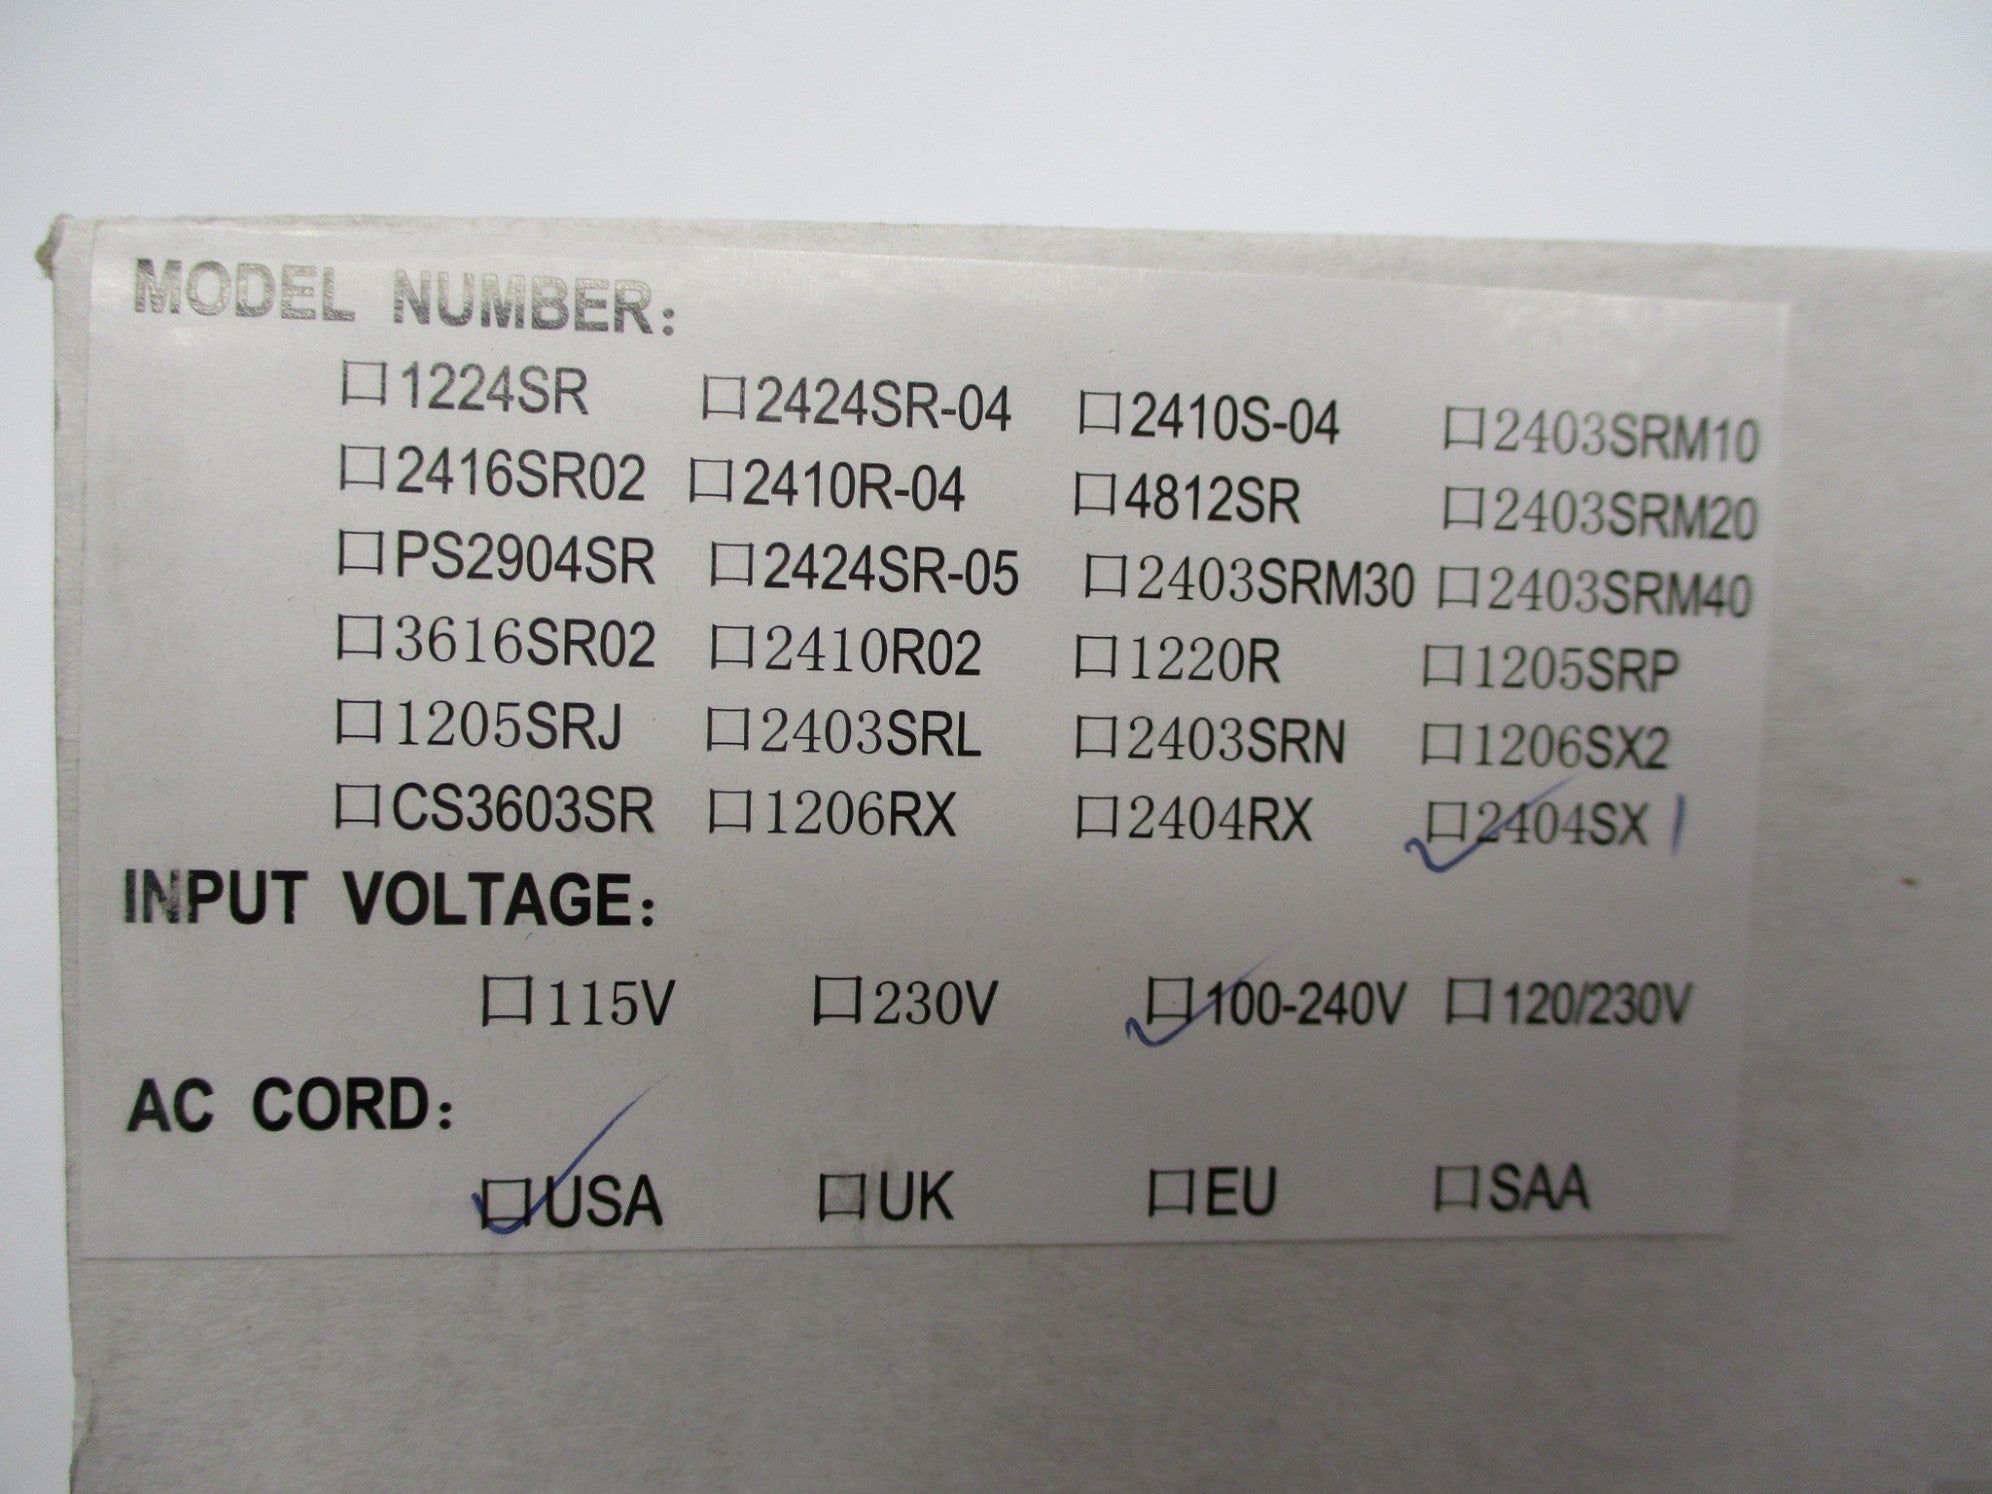 MODEL NUMBER:
□1224SR □2424SR-04 □2410S-04 □2403SRM10
□2416SR02 □2410R-04 □4812SR □2403SRM20
□PS2904SR □2424SR-05 □2403SRM30 □2403SRM40
□3616SR02 □2410R02 □1220R □1205SRP
□1205SRJ □2403SRL □2403SRN □1206SX2
□CS3603SR □1206RX □2404RX □2404SX 1
INPUT VOLTAGE:
□115V □230V □100-240V □120/230V
AC CORD:
□USA □UK □EU □SAA